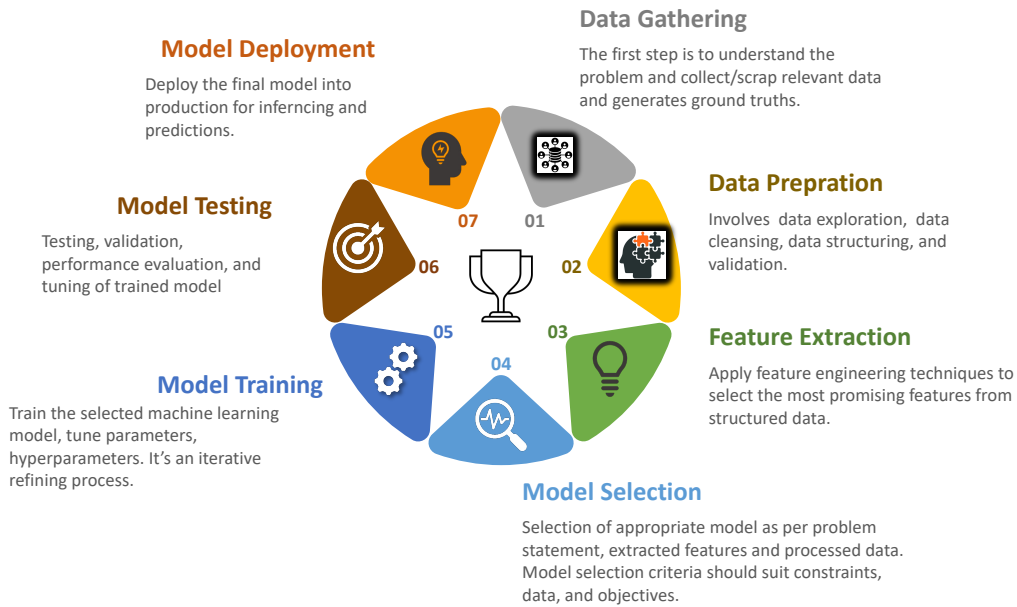 Data Gathering
The first step is to understand the
problem and collect/scrap relevant data
and generates ground truths.
01
Data Prepration
Involves data exploration, data
cleansing, data structuring, and
validation.
02
Feature Extraction
Apply feature engineering techniques to
select the most promising features from
structured data.
03
Model Selection
Selection of appropriate model as per problem
statement, extracted features and processed data.
Model selection criteria should suit constraints,
data, and objectives.
04
Model Training
Train the selected machine learning
model, tune parameters,
hyperparameters. It's an iterative
refining process.
05
Model Testing
Testing, validation,
performance evaluation, and
tuning of trained model
06
Model Deployment
Deploy the final model into
production for inferncing and
predictions.
07